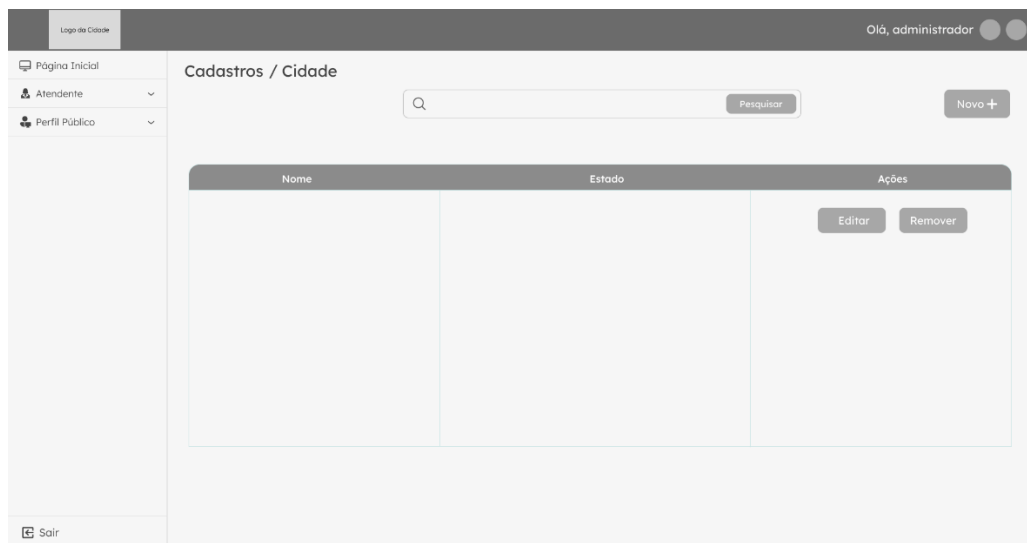 Logo da Cidade
Olá, administrador
Página Inicial
Atendente
Perfil Público
Cadastros / Cidade
Pesquisar
Novo +
Nome Estado Ações
Editar Remover
Sair